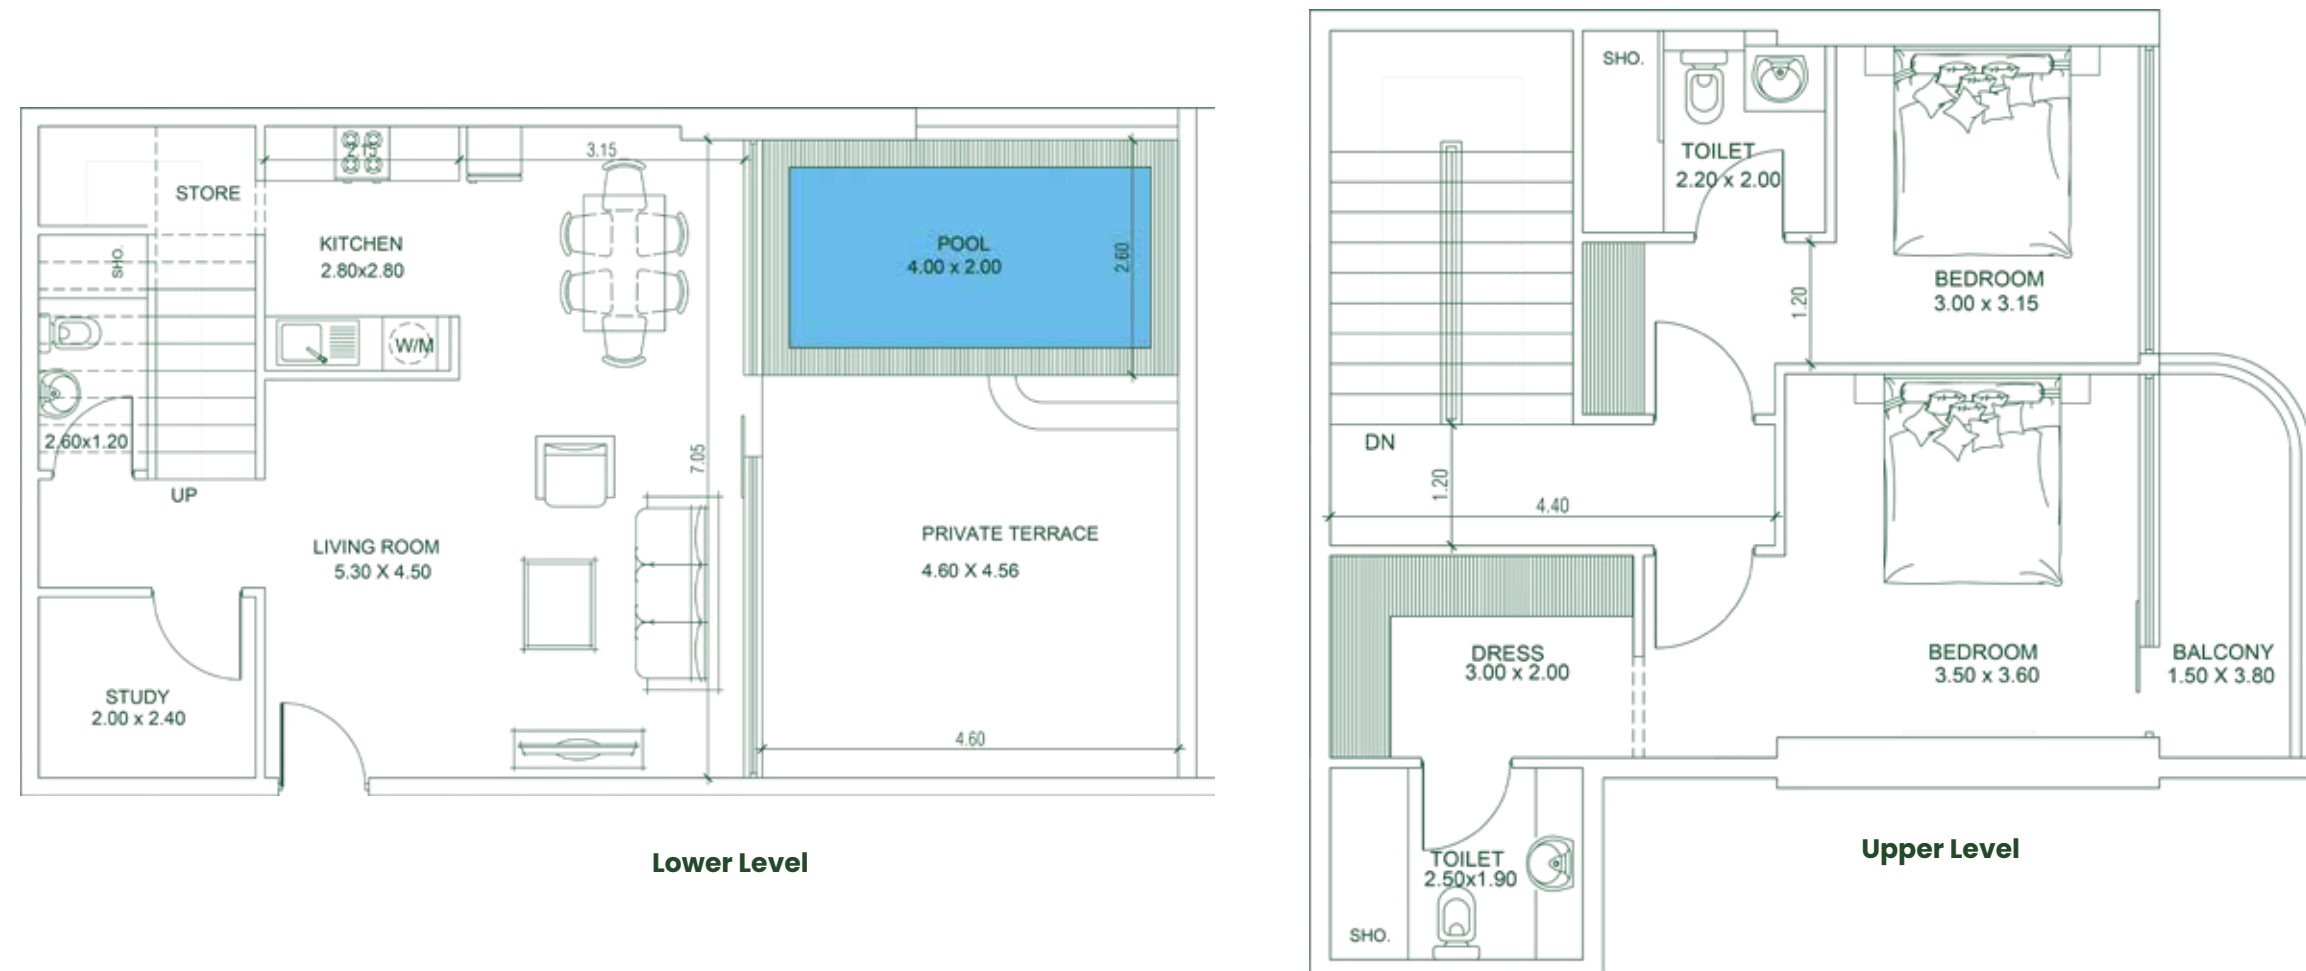 2.15
3.15
STORE
SHO.
KITCHEN
2.80x2.80
POOL
4.00 x 2.00
2.60
W/M
2.60x1.20
UP
7.05
LIVING ROOM
5.30 X 4.50
PRIVATE TERRACE
4.60 X 4.56
STUDY
2.00 x 2.40
4.60
Lower Level
SHO.
TOILET
2.20 x 2.00
BEDROOM
3.00 x 3.15
1.20
DN
1.20
4.40
DRESS
3.00 x 2.00
BEDROOM
3.50 x 3.60
BALCONY
1.50 X 3.80
TOILET
2.50x1.90
SHO.
Upper Level